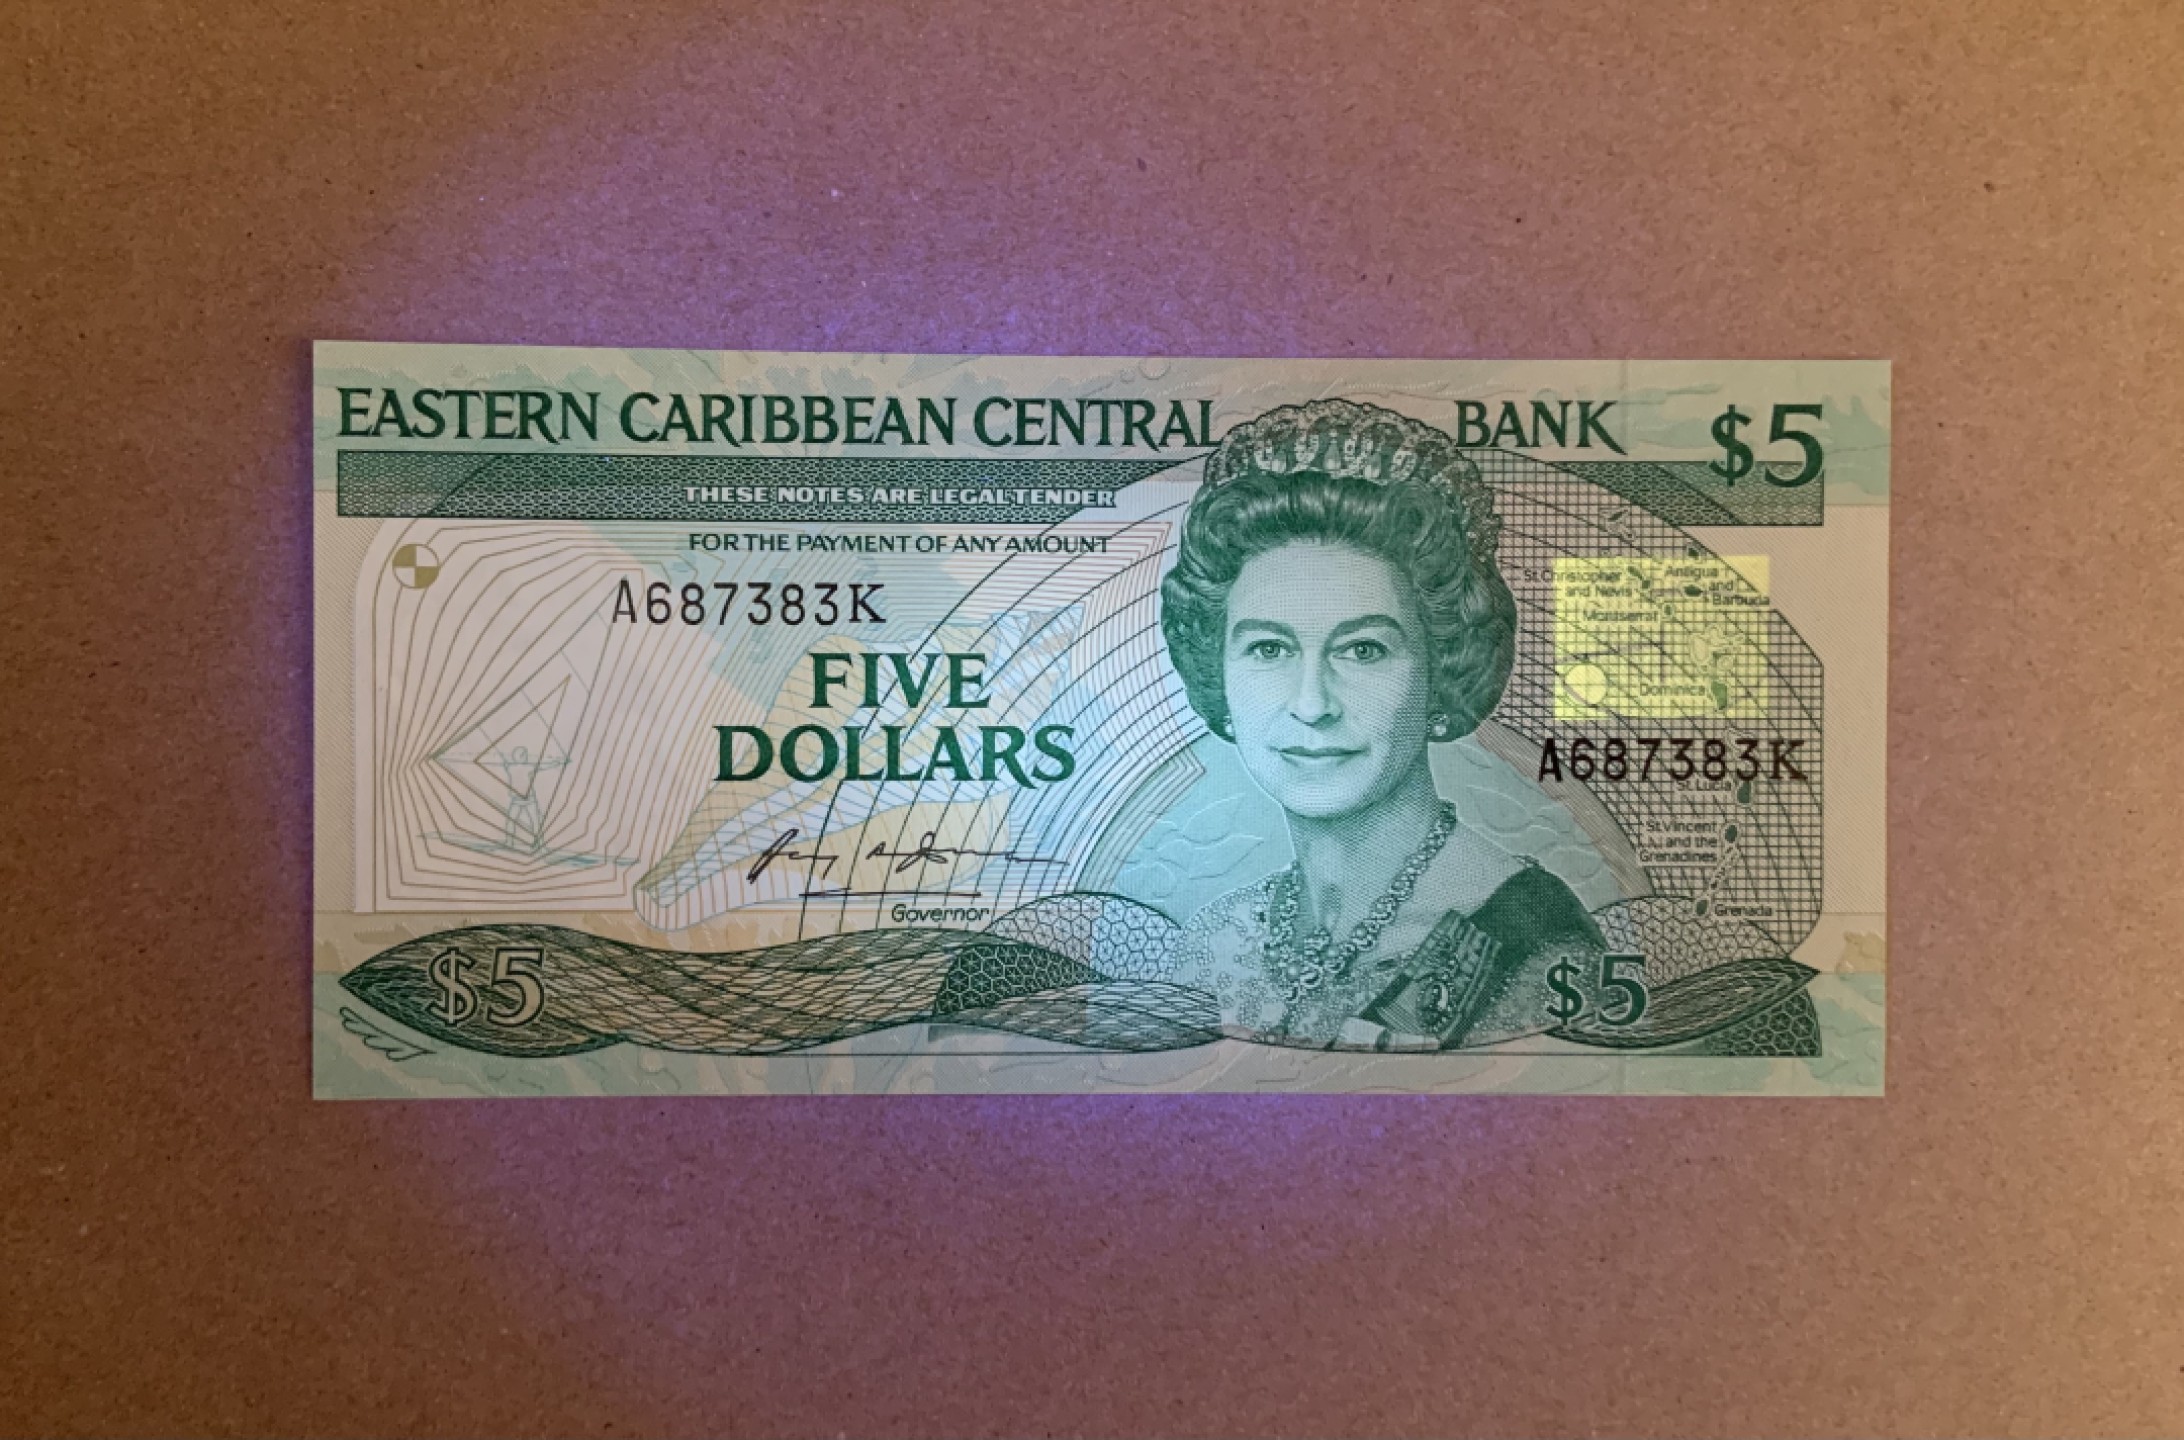 EASTERN CARIBBEAN CENTRAL BANK $5
THESE NOTES ARE LEGAL TENDER
FOR THE PAYMENT OF ANY AMOUNT
A687383K
FIVE
DOLLARS
Governor
$5
St.Christopher
and Nevis
Antigua
and
Barbuda
Montserrat
Dominica
A687383K
St.Lucia
St.Vincent
and the
Grenadines
Grenada
$5